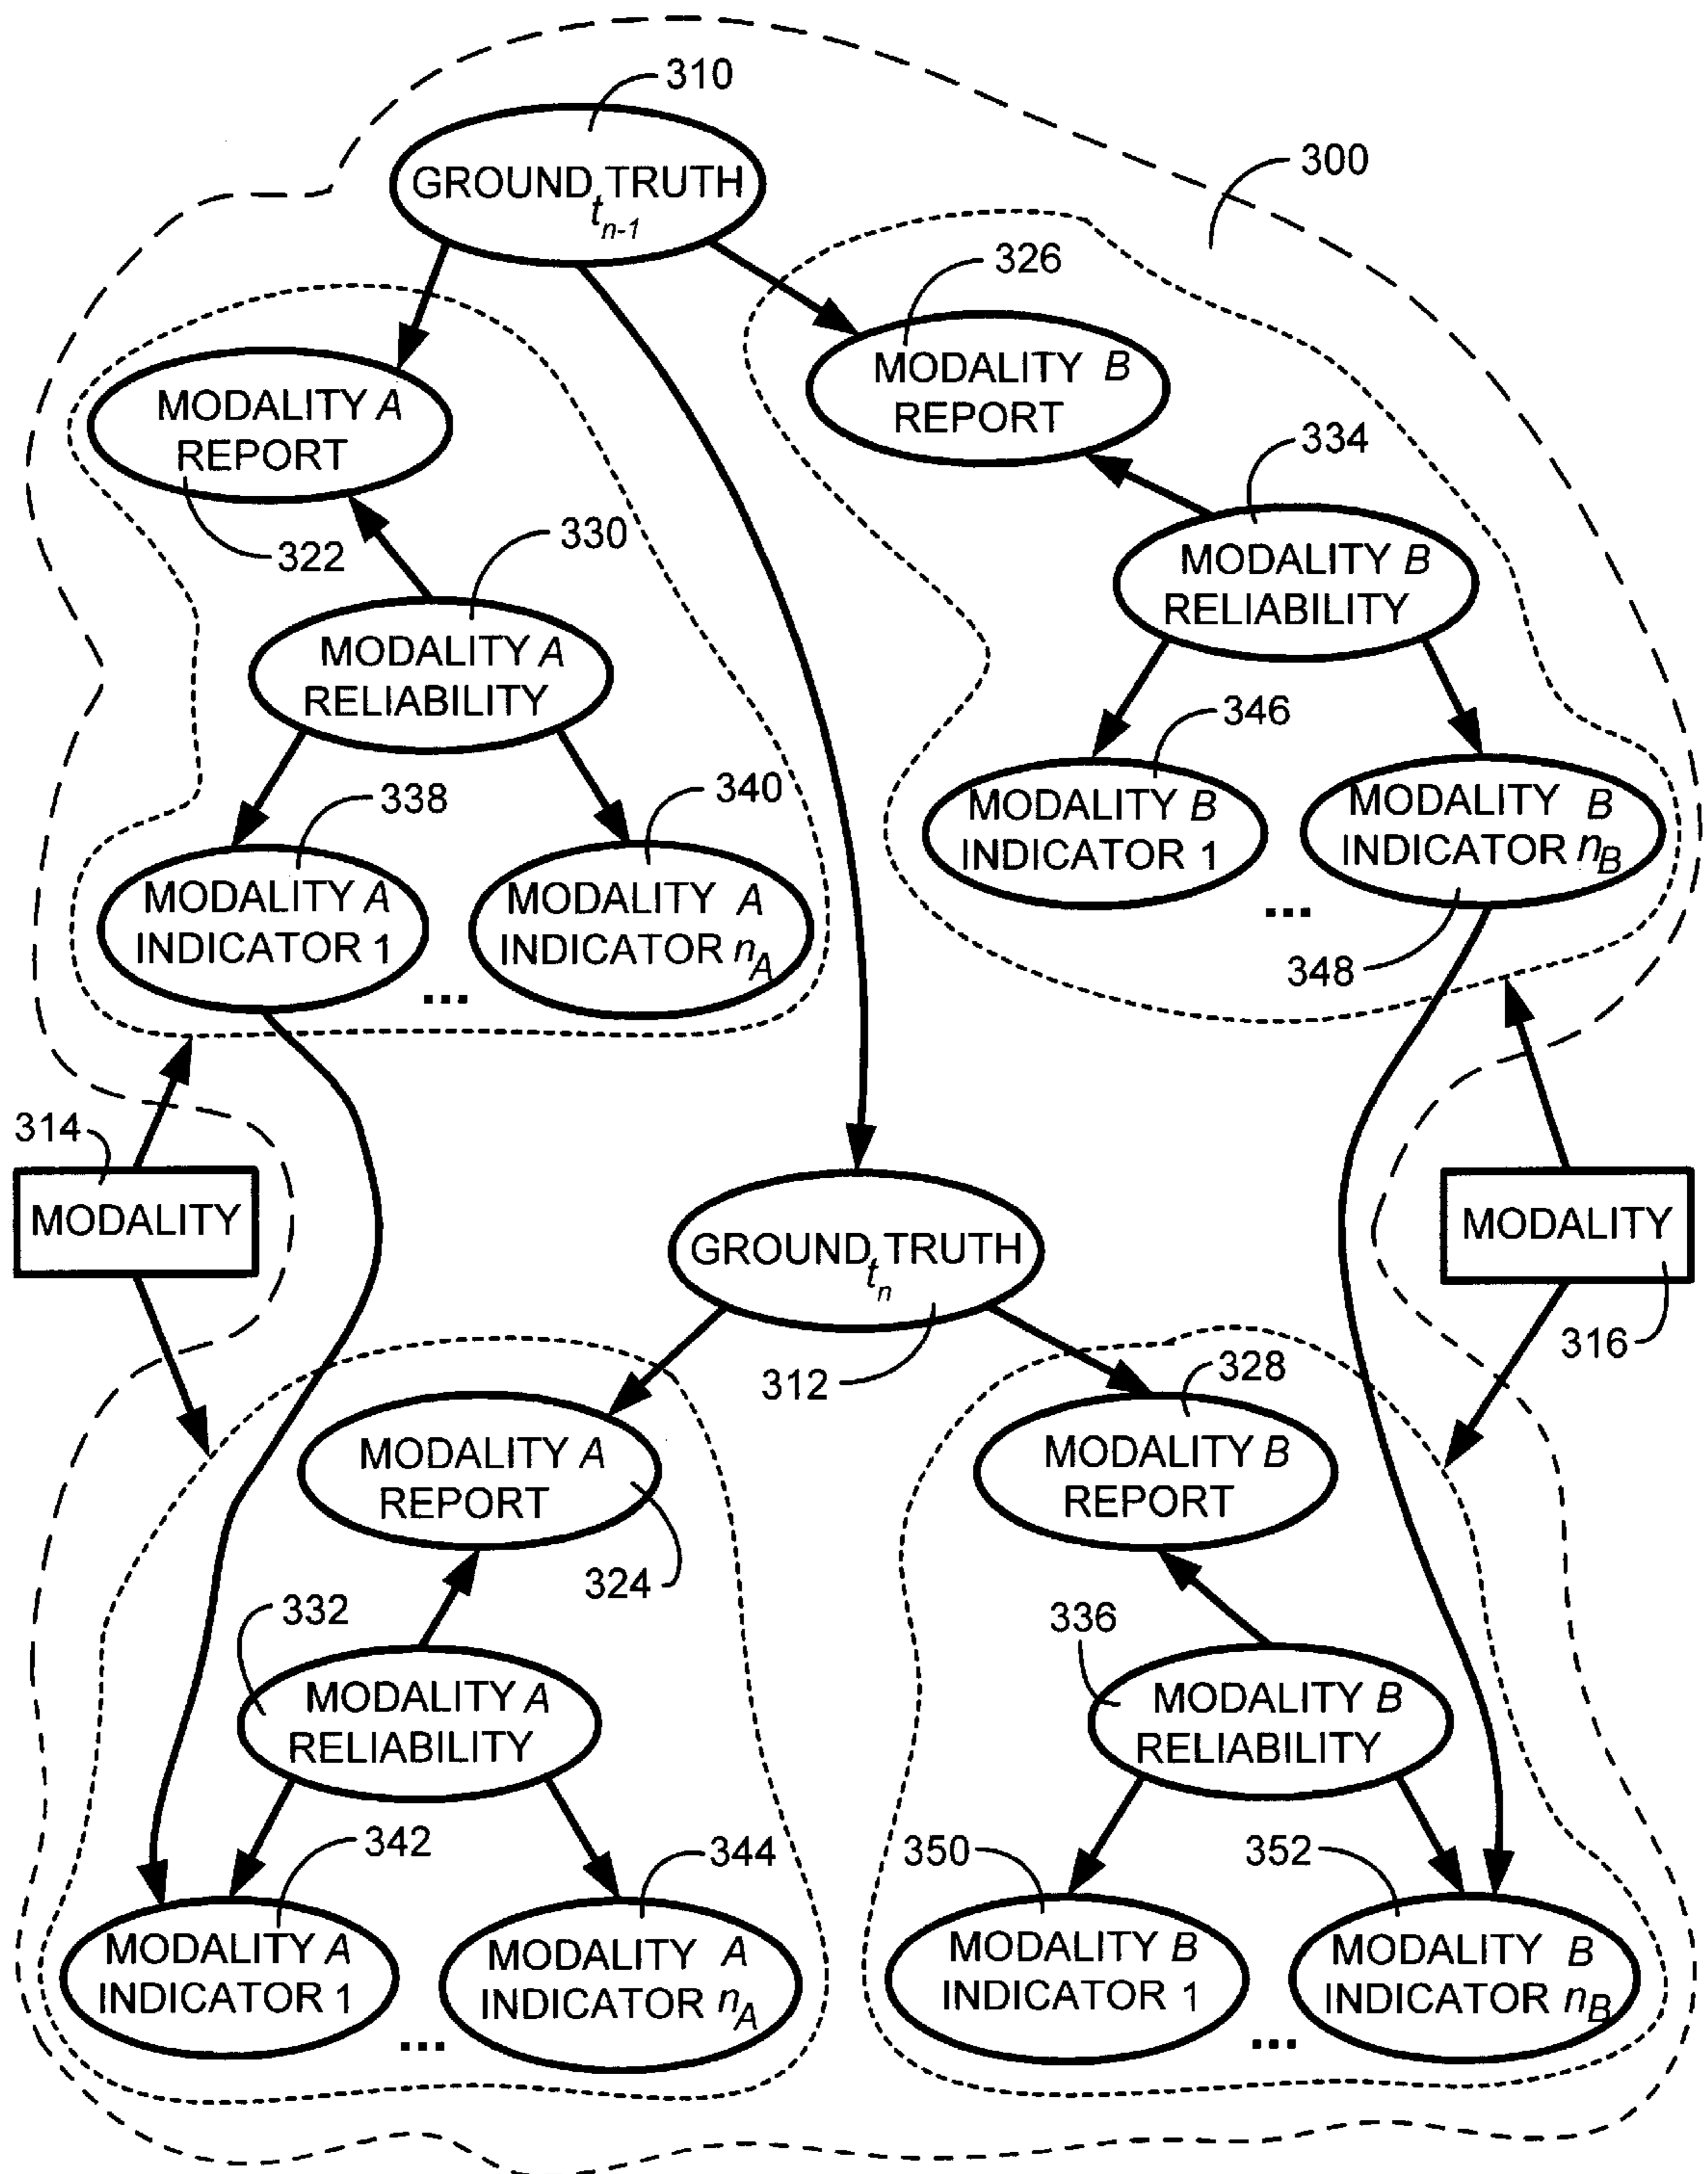 310
GROUND TRUTH
tn-1
300
326
MODALITY B
REPORT
MODALITY A
REPORT
322
334
330
MODALITY B
RELIABILITY
MODALITY A
RELIABILITY
346
338
340
MODALITY B
INDICATOR 1
...
MODALITY B
INDICATOR nB
348
MODALITY A
INDICATOR 1
...
MODALITY A
INDICATOR nA
314
MODALITY
MODALITY
316
GROUND TRUTH
tn
312
328
MODALITY A
REPORT
324
MODALITY B
REPORT
332
336
MODALITY A
RELIABILITY
MODALITY B
RELIABILITY
342
344
350
352
MODALITY A
INDICATOR 1
...
MODALITY A
INDICATOR nA
MODALITY B
INDICATOR 1
...
MODALITY B
INDICATOR nB